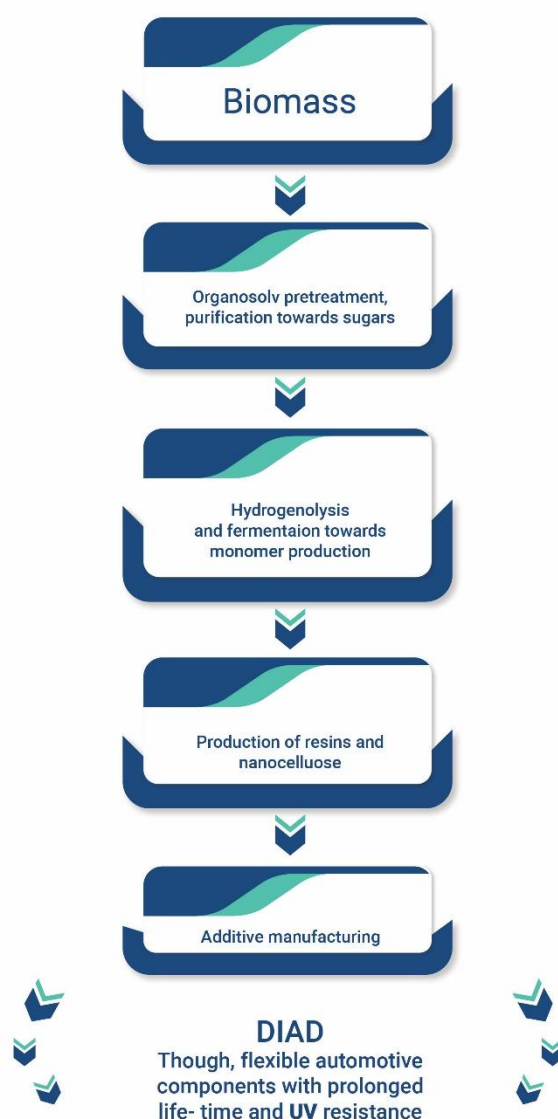 Biomass
Organosolv pretreatment,
purification towards sugars
Hydrogenolysis
and fermentaion towards
monomer production
Production of resins and
nanocelluose
Additive manufacturing
DIAD
Though, flexible automotive
components with prolonged
life- time and UV resistance